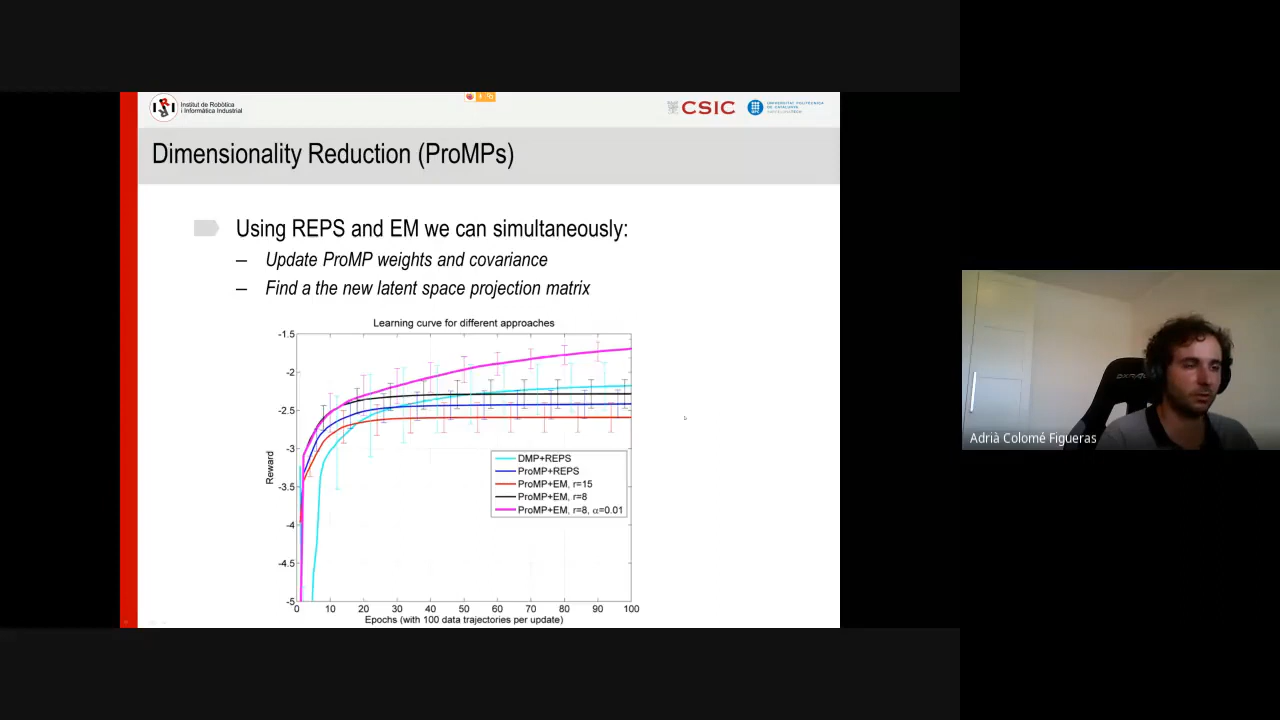 Institut de Robòtica
i Informàtica Industrial
CSIC
UNIVERSITAT POLITÈCNICA
DE CATALUNYA
BARCELONATECH
Dimensionality Reduction (ProMPs)
Using REPS and EM we can simultaneously:
– Update ProMP weights and covariance
– Find a the new latent space projection matrix
Learning curve for different approaches
-1.5
-2
-2.5
-3
-3.5
-4
-4.5
-5
Reward
DMP+REPS
ProMP+REPS
ProMP+EM, r=15
ProMP+EM, r=8
ProMP+EM, r=8, α=0.01
0 10 20 30 40 50 60 70 80 90 100
Epochs (with 100 data trajectories per update)
Adrià Colomé Figueras